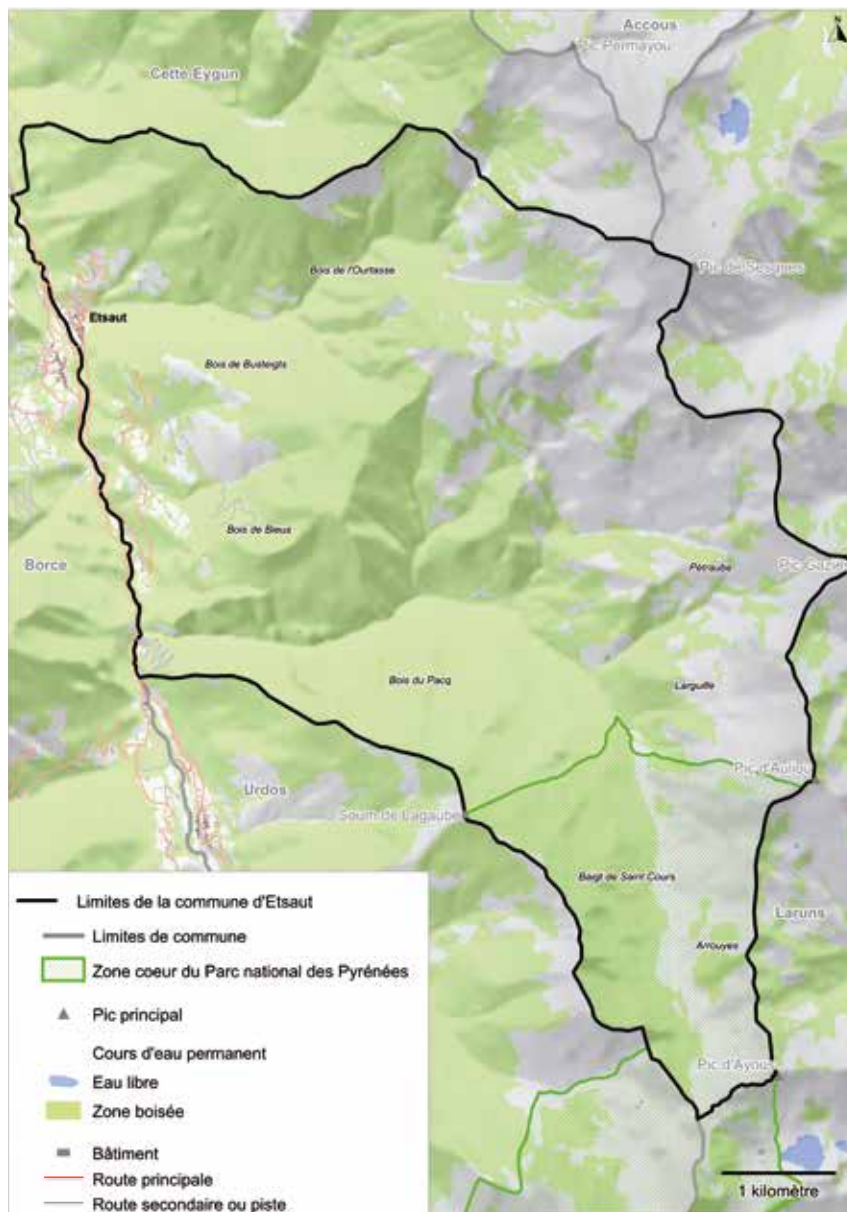 Accous
N
Pic Permayou
Cette-Eygun
Pic de Sesques
Bois de l'Ourtasse
Etsaut
Bois de Busteigts
Bois de Bieus
Borce
Pétraube
Pic Gazies
Bois du Pacq
Larguille
Pic d'Aulluy
Urdos
Soum de Lagaube
Baigt de Saint Cours
Laruns
Arrouyes
Pic d'Ayous
Limites de la commune d'Etsaut
Limites de commune
Zone coeur du Parc national des Pyrénées
Pic principal
Cours d'eau permanent
Eau libre
Zone boisée
Bâtiment
Route principale
Route secondaire ou piste
1 kilomètre